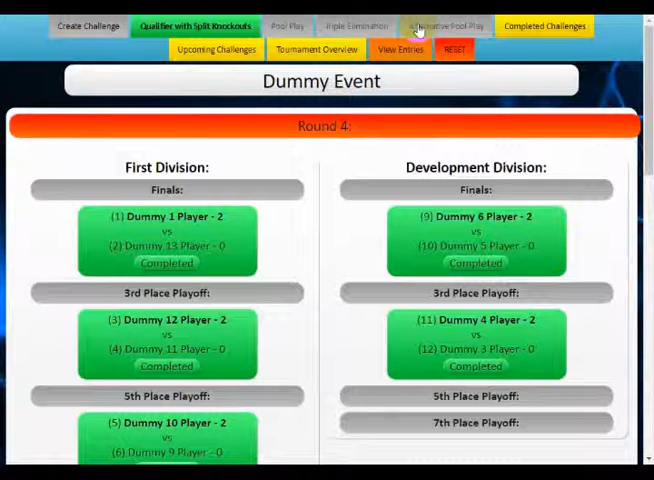 Create Challenge
Qualifier with Split Knockouts
Pool Play
Triple Elimination
Alternative Pool Play
Completed Challenges
Upcoming Challenges
Tournament Overview
View Entries
RESET
Dummy Event
Round 4:
First Division:
Finals:
(1) Dummy 1 Player - 2
vs
(2) Dummy 13 Player - 0
Completed
3rd Place Playoff:
(3) Dummy 12 Player - 2
vs
(4) Dummy 11 Player - 0
Completed
5th Place Playoff:
(5) Dummy 10 Player - 2
vs
(6) Dummy 9 Player - 0
Development Division:
Finals:
(9) Dummy 6 Player - 2
vs
(10) Dummy 5 Player - 0
Completed
3rd Place Playoff:
(11) Dummy 4 Player - 2
vs
(12) Dummy 3 Player - 0
Completed
5th Place Playoff:
7th Place Playoff: